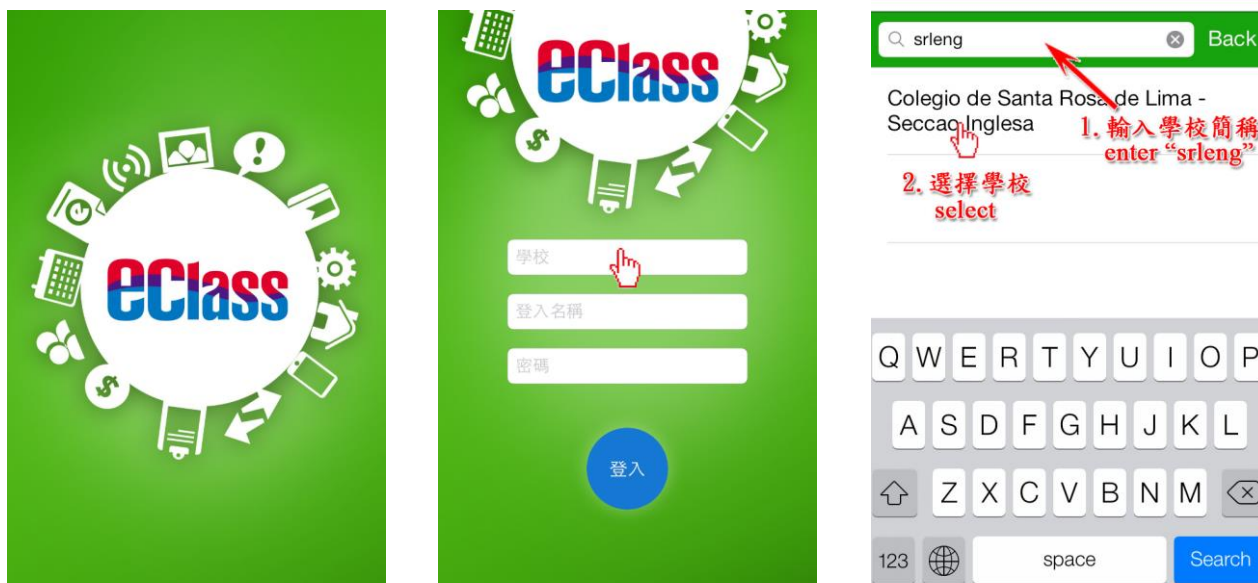 eClass
eClass
學校
登入名稱
密碼
登入
srleng
Back
Colegio de Santa Rosa de Lima -
Seccao Inglesa
1. 輸入學校簡稱
enter “srleng”
2. 選擇學校
select
Q W E R T Y U I O P
A S D F G H J K L
Z X C V B N M
123
space
Search